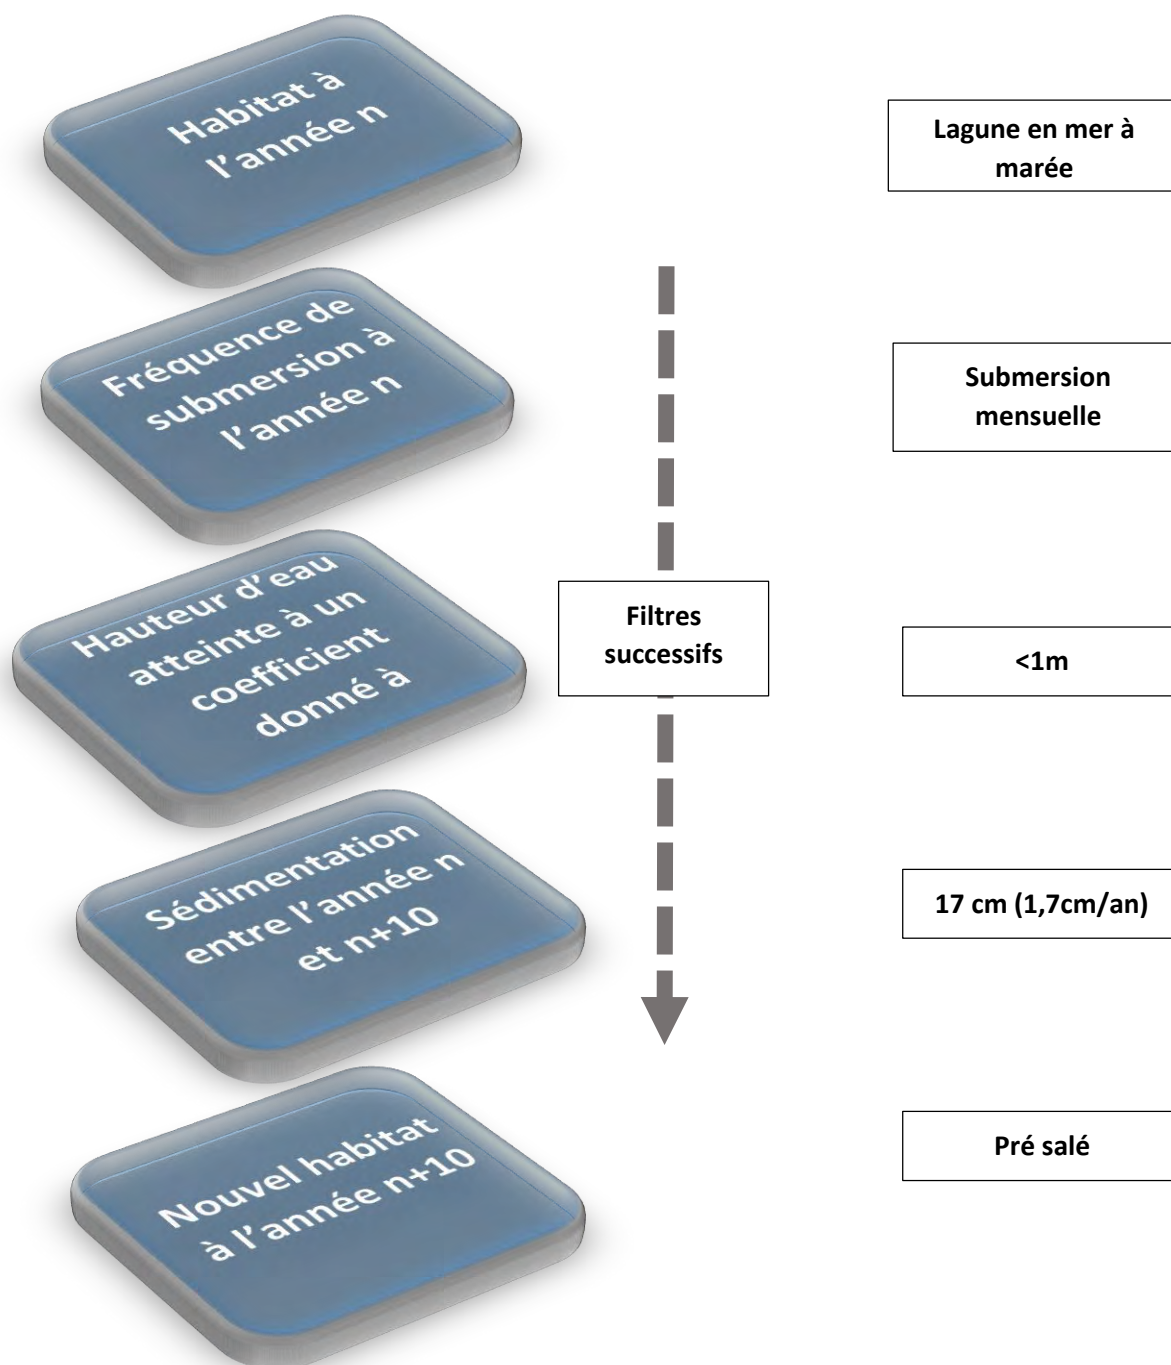 Habitat à
l'année n
Lagune en mer à
marée
Fréquence de
submersion à
l'année n
Submersion
mensuelle
Hauteur d'eau
atteinte à un
coefficient
donné à
Filtres
successifs
<1m
Sédimentation
entre l'année n
et n+10
17 cm (1,7cm/an)
Nouvel habitat
à l'année n+10
Pré salé